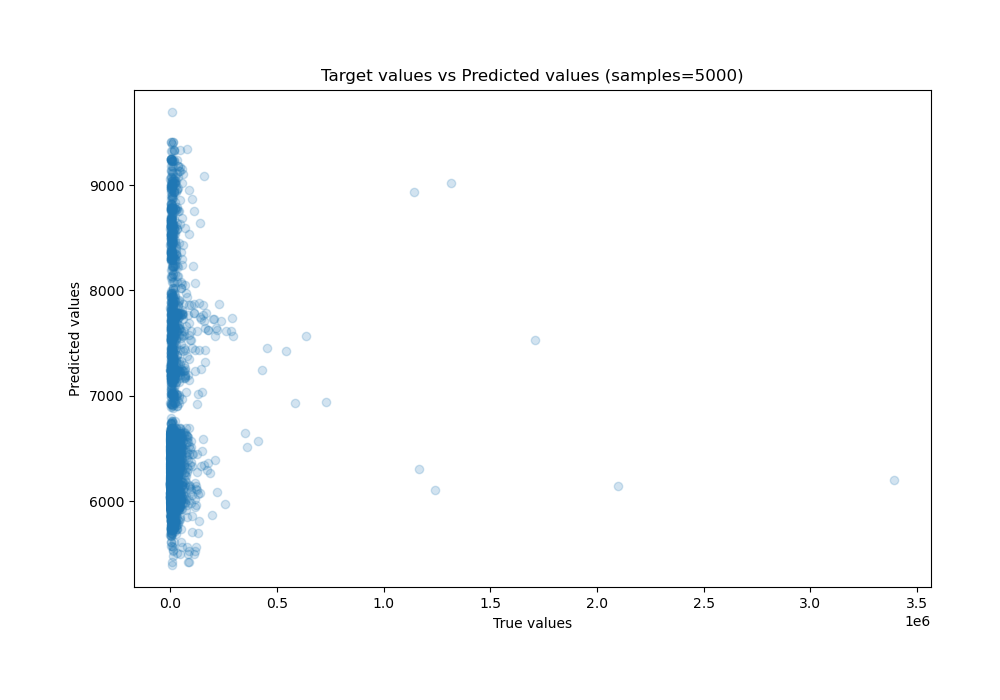 Target values vs Predicted values (samples=5000)
9000
8000
7000
6000
Predicted values
0.0 0.5 1.0 1.5 2.0 2.5 3.0 3.5
1e6
True values